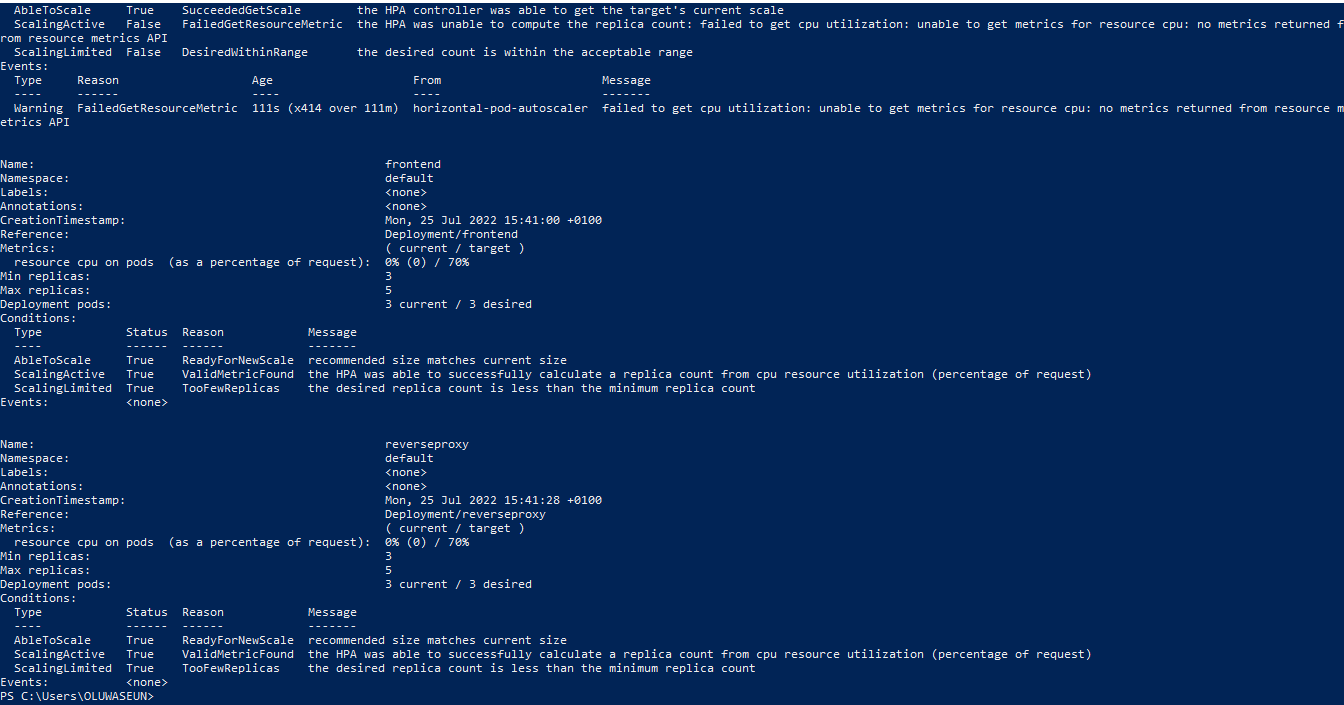 AbleToScale     True    SucceededGetScale        the HPA controller was able to get the target's current scale
  ScalingActive   False   FailedGetResourceMetric  the HPA was unable to compute the replica count: failed to get cpu utilization: unable to get metrics for resource cpu: no metrics returned f
rom resource metrics API
  ScalingLimited  False   DesiredWithinRange       the desired count is within the acceptable range
Events:
  Type     Reason                   Age                    From                       Message
  ----     ------                   ----                   ----                       -------
  Warning  FailedGetResourceMetric  111s (x414 over 111m)  horizontal-pod-autoscaler  failed to get cpu utilization: unable to get metrics for resource cpu: no metrics returned from resource m
etrics API
Name:                                                  frontend
Namespace:                                             default
Labels:                                                <none>
Annotations:                                           <none>
CreationTimestamp:                                     Mon, 25 Jul 2022 15:41:00 +0100
Reference:                                             Deployment/frontend
Metrics:                                               ( current / target )
  resource cpu on pods  (as a percentage of request):  0% (0) / 70%
Min replicas:                                          3
Max replicas:                                          5
Deployment pods:                                       3 current / 3 desired
Conditions:
  Type            Status  Reason            Message
  ----            ------  ------            -------
  AbleToScale     True    ReadyForNewScale  recommended size matches current size
  ScalingActive   True    ValidMetricFound  the HPA was able to successfully calculate a replica count from cpu resource utilization (percentage of request)
  ScalingLimited  True    TooFewReplicas    the desired replica count is less than the minimum replica count
Events:           <none>
Name:                                                  reverseproxy
Namespace:                                             default
Labels:                                                <none>
Annotations:                                           <none>
CreationTimestamp:                                     Mon, 25 Jul 2022 15:41:28 +0100
Reference:                                             Deployment/reverseproxy
Metrics:                                               ( current / target )
  resource cpu on pods  (as a percentage of request):  0% (0) / 70%
Min replicas:                                          3
Max replicas:                                          5
Deployment pods:                                       3 current / 3 desired
Conditions:
  Type            Status  Reason            Message
  ----            ------  ------            -------
  AbleToScale     True    ReadyForNewScale  recommended size matches current size
  ScalingActive   True    ValidMetricFound  the HPA was able to successfully calculate a replica count from cpu resource utilization (percentage of request)
  ScalingLimited  True    TooFewReplicas    the desired replica count is less than the minimum replica count
Events:           <none>
PS C:\Users\OLUWASEUN>